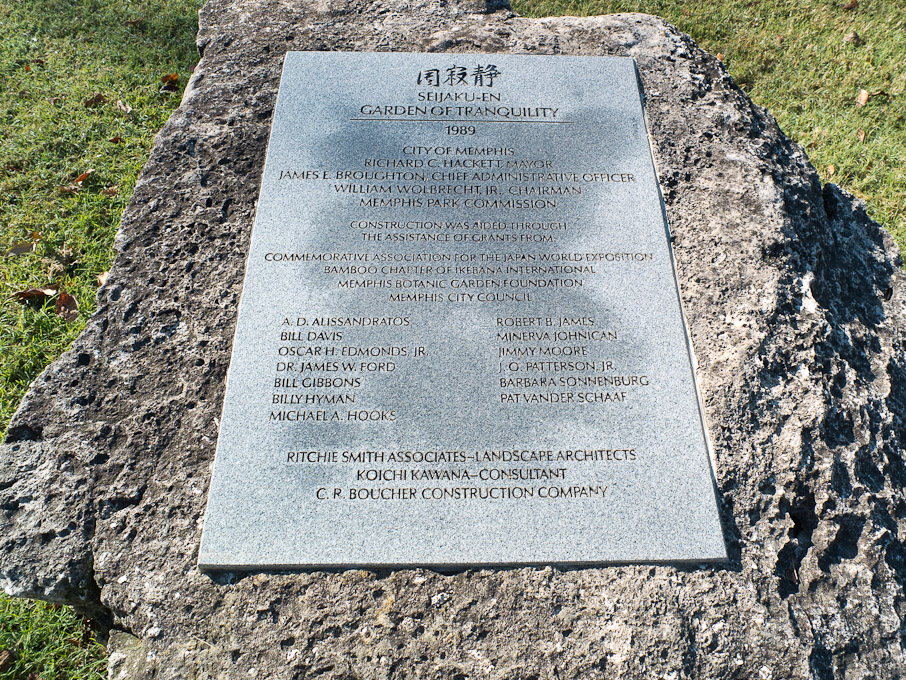 園寂静
SEIJAKU-EN
GARDEN OF TRANQUILITY
1989
CITY OF MEMPHIS
RICHARD C. HACKETT, MAYOR
JAMES E. BROUGHTON, CHIEF ADMINISTRATIVE OFFICER
WILLIAM WOLBRECHT, JR., CHAIRMAN
MEMPHIS PARK COMMISSION
CONSTRUCTION WAS AIDED THROUGH
THE ASSISTANCE OF GRANTS FROM:
COMMEMORATIVE ASSOCIATION FOR THE JAPAN WORLD EXPOSITION
BAMBOO CHAPTER OF IKEBANA INTERNATIONAL
MEMPHIS BOTANIC GARDEN FOUNDATION
MEMPHIS CITY COUNCIL
A. D. ALISSANDRATOS
BILL DAVIS
OSCAR H. EDMONDS, JR.
DR. JAMES W. FORD
BILL GIBBONS
BILLY HYMAN
MICHAEL A. HOOKS
ROBERT B. JAMES
MINERVA JOHNICAN
JIMMY MOORE
J. O. PATTERSON, JR.
BARBARA SONNENBURG
PAT VANDER SCHAAF
RITCHIE SMITH ASSOCIATES-LANDSCAPE ARCHITECTS
KOICHI KAWANA-CONSULTANT
C. R. BOUCHER CONSTRUCTION COMPANY